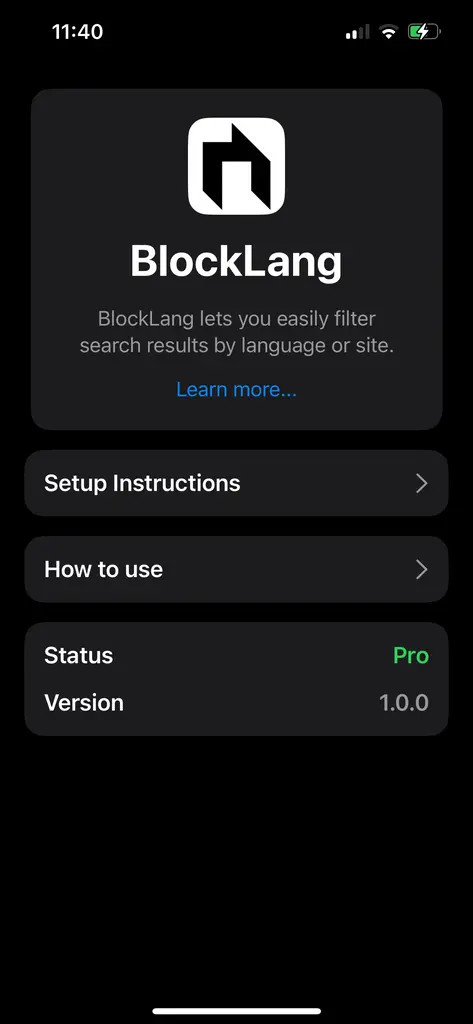 11:40
BlockLang
BlockLang lets you easily filter
search results by language or site.
Learn more...
Setup Instructions
How to use
Status Pro
Version 1.0.0